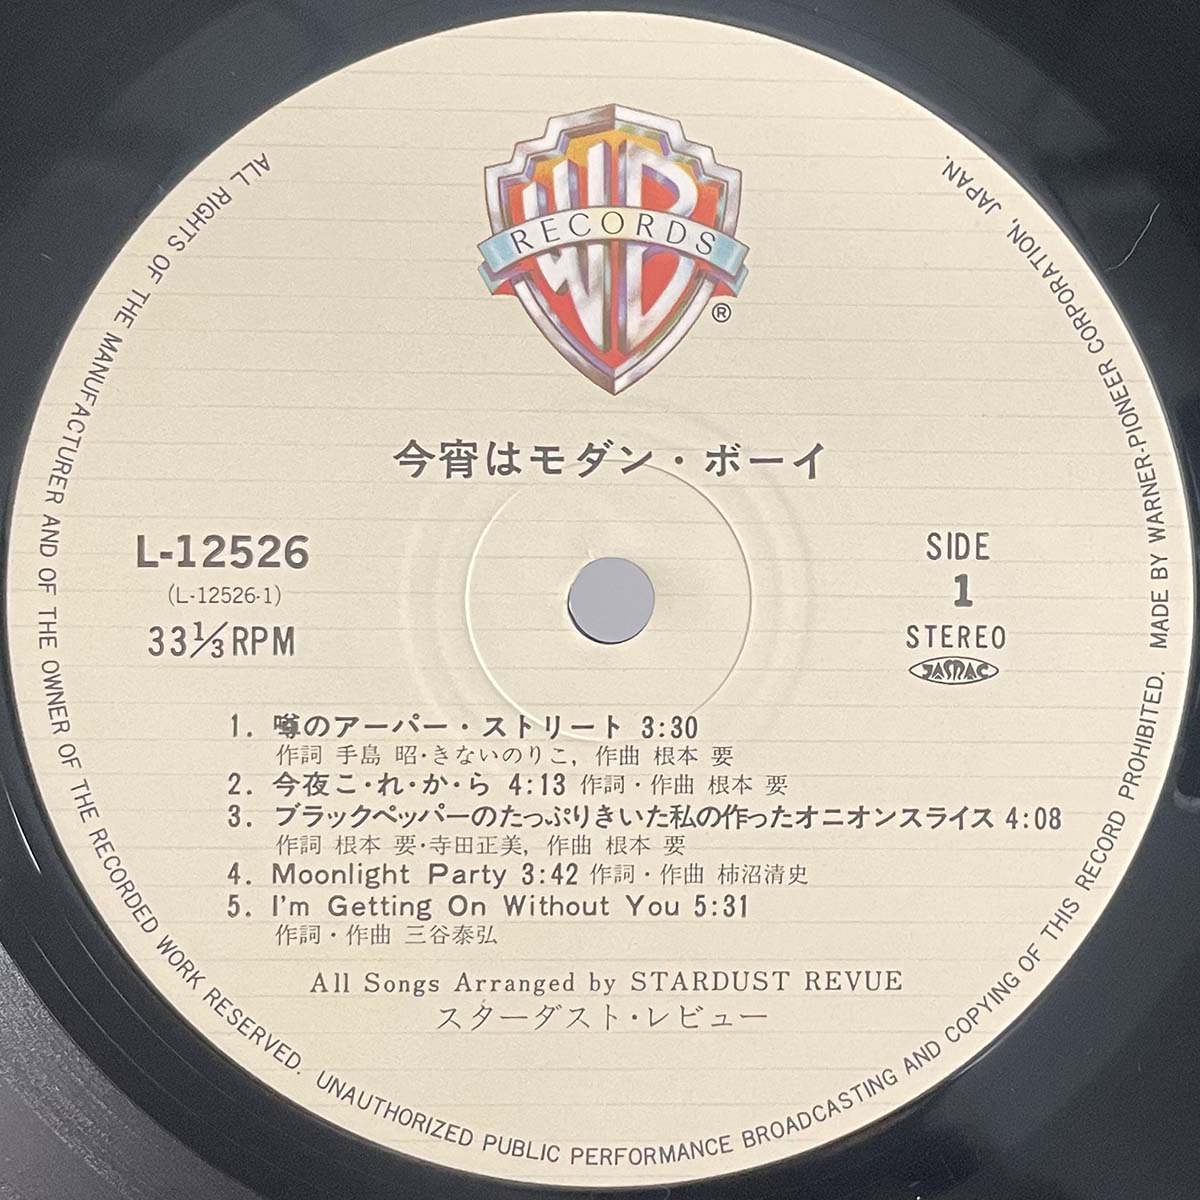 WB
RECORDS
®
今宵はモダン・ボーイ
L-12526
(L-12526-1)
33 1/3 RPM
SIDE
1
STEREO
JASRAC
1. 噂のアーバー・ストリート 3:30
作詞 手島 昭・きないのりこ, 作曲 根本 要
2. 今夜こ・れ・か・ら 4:13 作詞・作曲 根本 要
3. ブラックペッパーのたっぷりきいた私の作ったオニオンスライス 4:08
作詞 根本 要・寺田正美, 作曲 根本 要
4. Moonlight Party 3:42 作詞・作曲 柿沼清史
5. I'm Getting On Without You 5:31
作詞・作曲 三谷泰弘
All Songs Arranged by STARDUST REVUE
スターダスト・レビュー
ALL RIGHTS OF THE MANUFACTURER AND OF THE OWNER OF THE RECORDED WORK RESERVED. UNAUTHORIZED PUBLIC PERFORMANCE BROADCASTING AND COPYING OF THIS RECORD PROHIBITED. MADE BY WARNER-PIONEER CORPORATION, JAPAN.